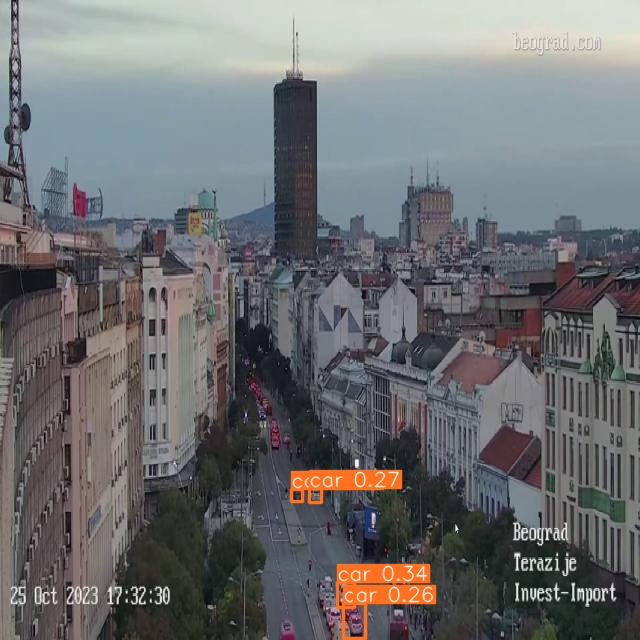 beograd.com
car 0.27
car 0.34
car 0.26
Beograd
Terazije
25 Oct 2023 17:32:30
Invest-Import